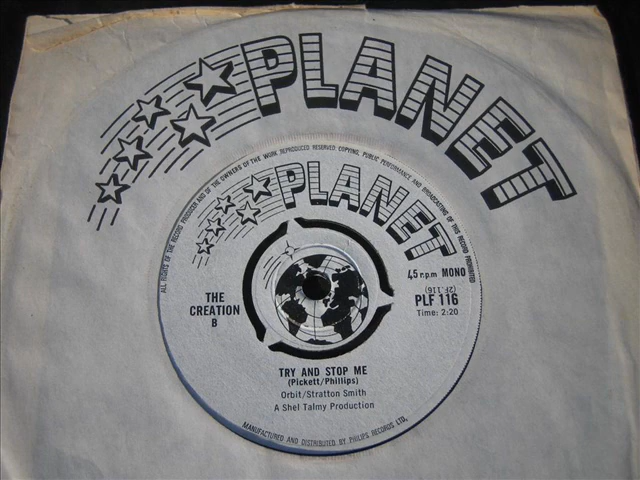 PLANET
ALL RIGHTS OF THE RECORD PRODUCER AND OF THE OWNERS OF THE WORK REPRODUCED RESERVED COPYING, PUBLIC PERFORMANCE AND BROADCASTING OF THIS RECORD PROHIBITED
PLANET
45 r.p.m MONO
(2F.116)
PLF 116
Time: 2:20
THE
CREATION
B
TRY AND STOP ME
(Pickett/Phillips)
Orbit/Stratton Smith
A Shel Talmy Production
MANUFACTURED AND DISTRIBUTED BY PHILIPS RECORDS LTD.